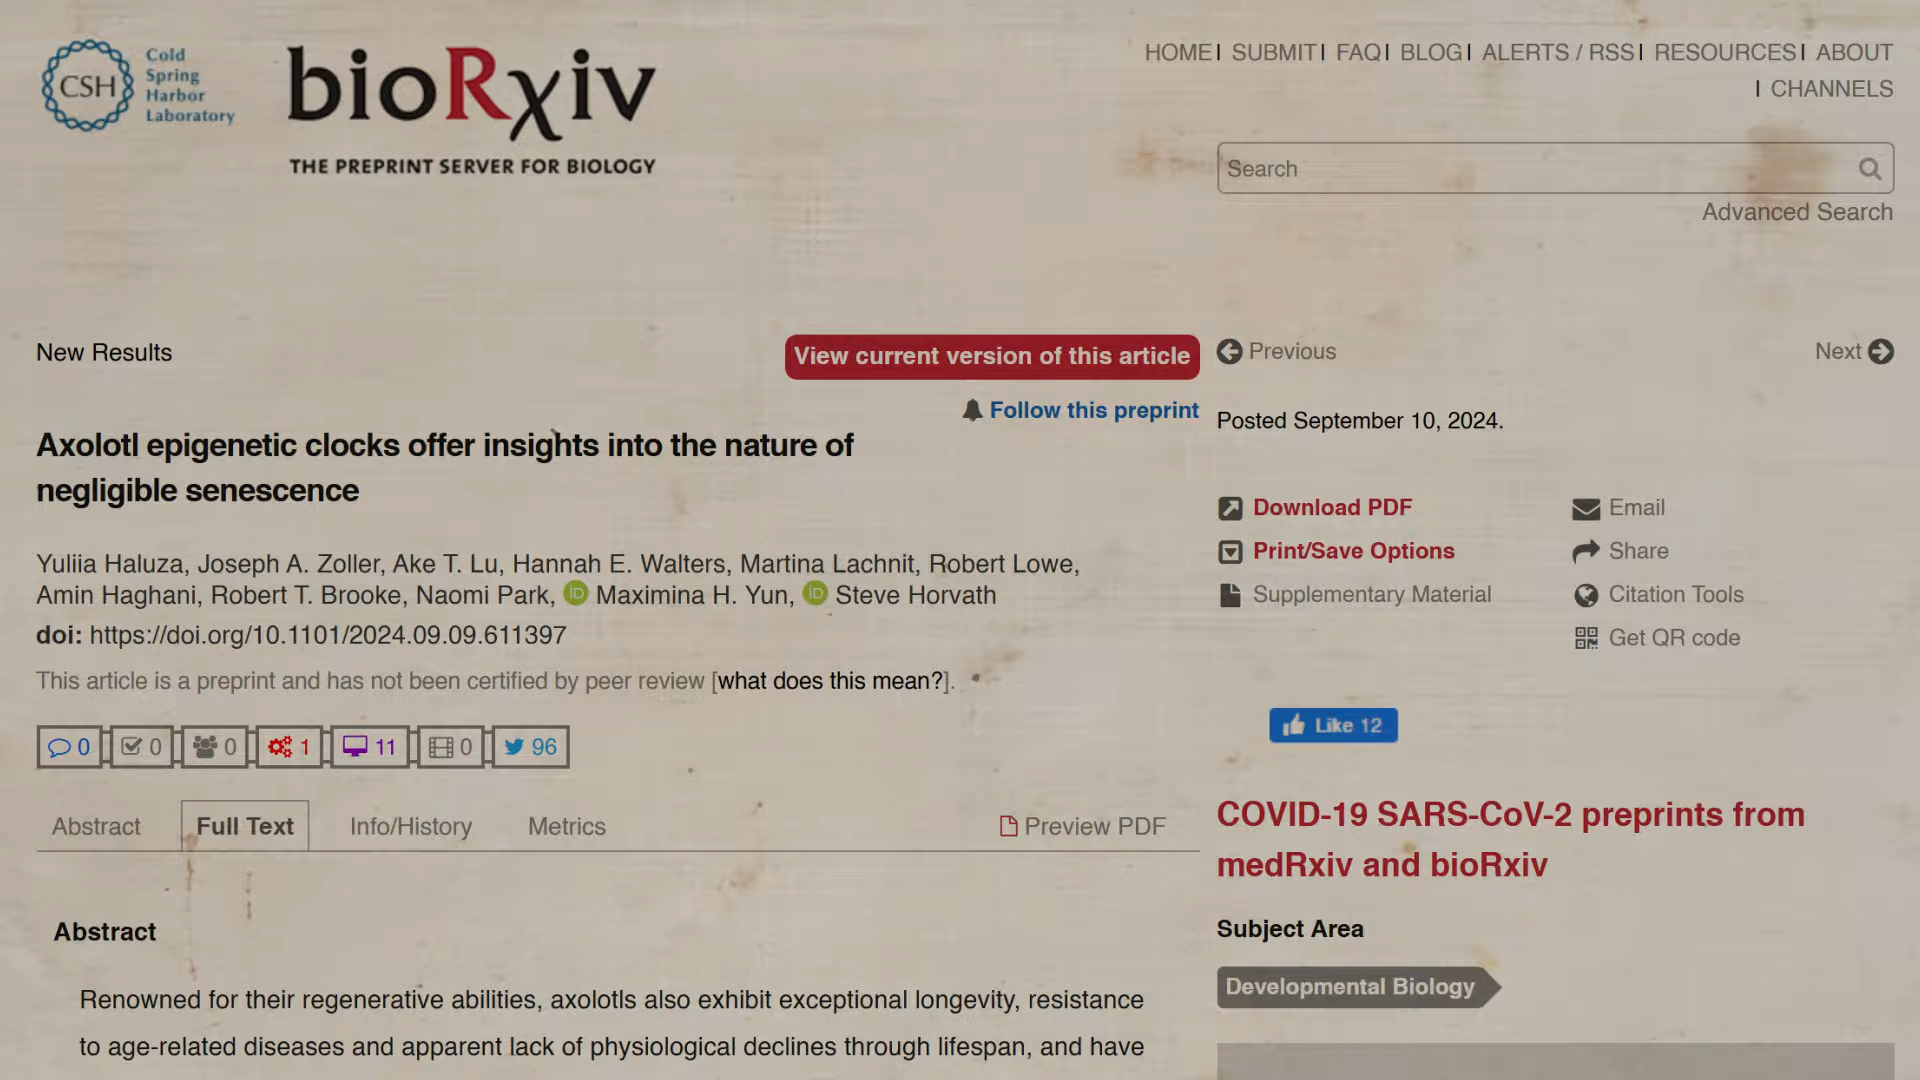 CSH
Cold
Spring
Harbor
Laboratory
bioRxiv
THE PREPRINT SERVER FOR BIOLOGY
HOME | SUBMIT | FAQ | BLOG | ALERTS / RSS | RESOURCES | ABOUT
| CHANNELS
Search
Advanced Search
New Results
View current version of this article
Follow this preprint
Previous
Next
Posted September 10, 2024.
Axolotl epigenetic clocks offer insights into the nature of
negligible senescence
Yuliia Haluza, Joseph A. Zoller, Ake T. Lu, Hannah E. Walters, Martina Lachnit, Robert Lowe,
Amin Haghani, Robert T. Brooke, Naomi Park, iD Maximina H. Yun, iD Steve Horvath
doi: https://doi.org/10.1101/2024.09.09.611397
This article is a preprint and has not been certified by peer review [what does this mean?].
0 0 0 1 11 0 96
Abstract Full Text Info/History Metrics Preview PDF
Abstract
Renowned for their regenerative abilities, axolotls also exhibit exceptional longevity, resistance
to age-related diseases and apparent lack of physiological declines through lifespan, and have
Download PDF
Print/Save Options
Supplementary Material
Email
Share
Citation Tools
Get QR code
Like 12
COVID-19 SARS-CoV-2 preprints from
medRxiv and bioRxiv
Subject Area
Developmental Biology